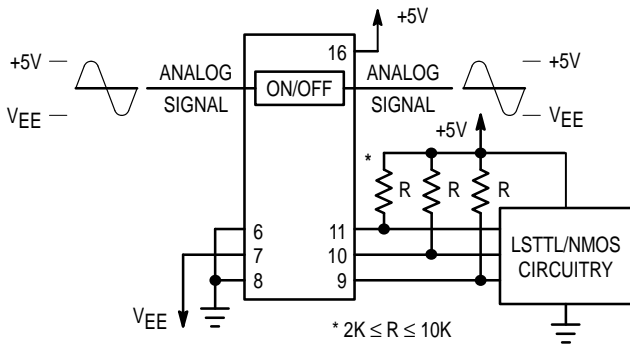 +5V
16
+5V
ANALOG
SIGNAL
ON/OFF
ANALOG
SIGNAL
+5V
VEE
VEE
+5V
*
R
R
R
6
7
8
11
10
9
LSTTL/NMOS
CIRCUITRY
VEE
* 2K ≤ R ≤ 10K